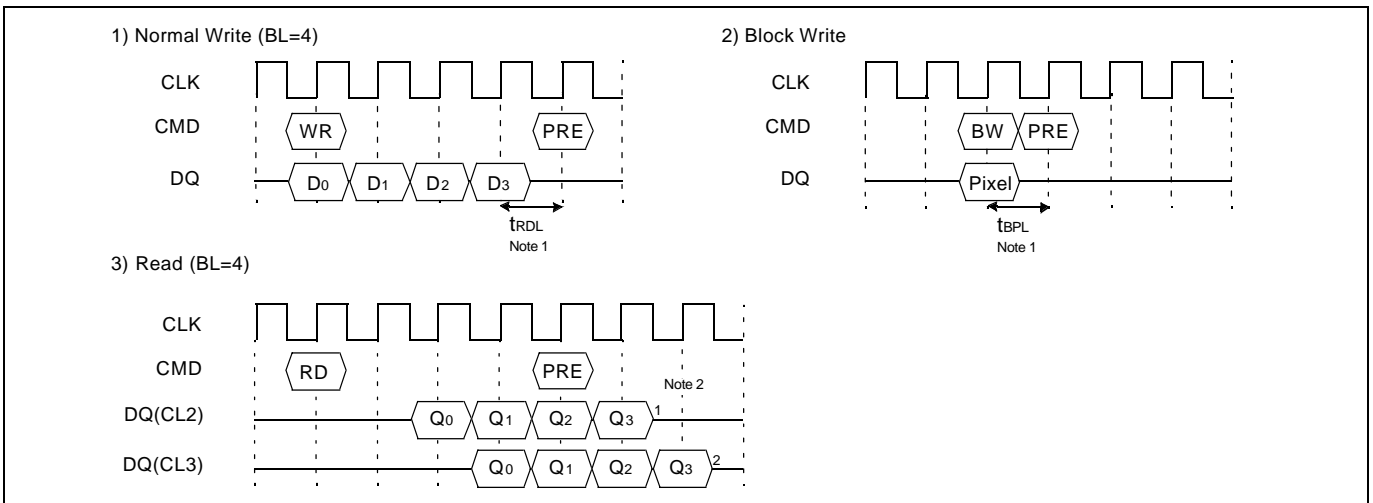 1) Normal Write (BL=4)
CLK
CMD WR PRE
DQ D0 D1 D2 D3
tRDL
Note 1
2) Block Write
CLK
CMD BW PRE
DQ Pixel
tBPL
Note 1
3) Read (BL=4)
CLK
CMD RD PRE
Note 2
DQ(CL2) Q0 Q1 Q2 Q3 1
DQ(CL3) Q0 Q1 Q2 Q3 2